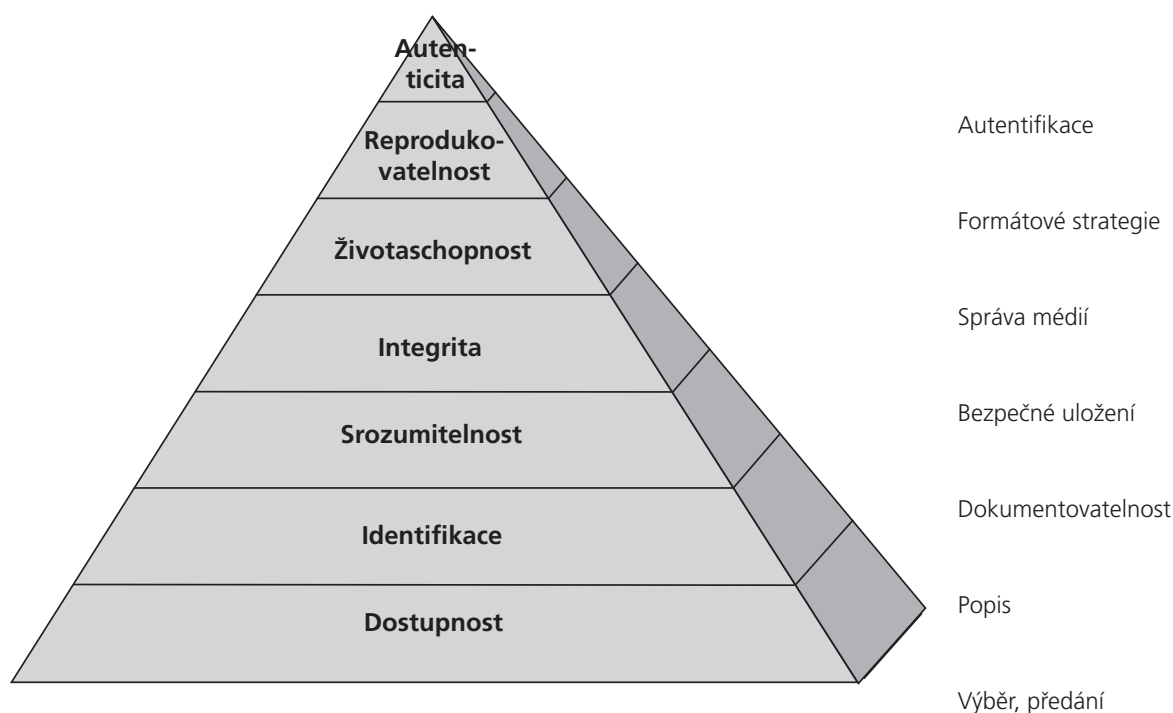 Auten-
ticita
Reproduko-
vatelnost
Životaschopnost
Integrita
Srozumitelnost
Identifikace
Dostupnost
Autentifikace
Formátové strategie
Správa médií
Bezpečné uložení
Dokumentovatelnost
Popis
Výběr, předání